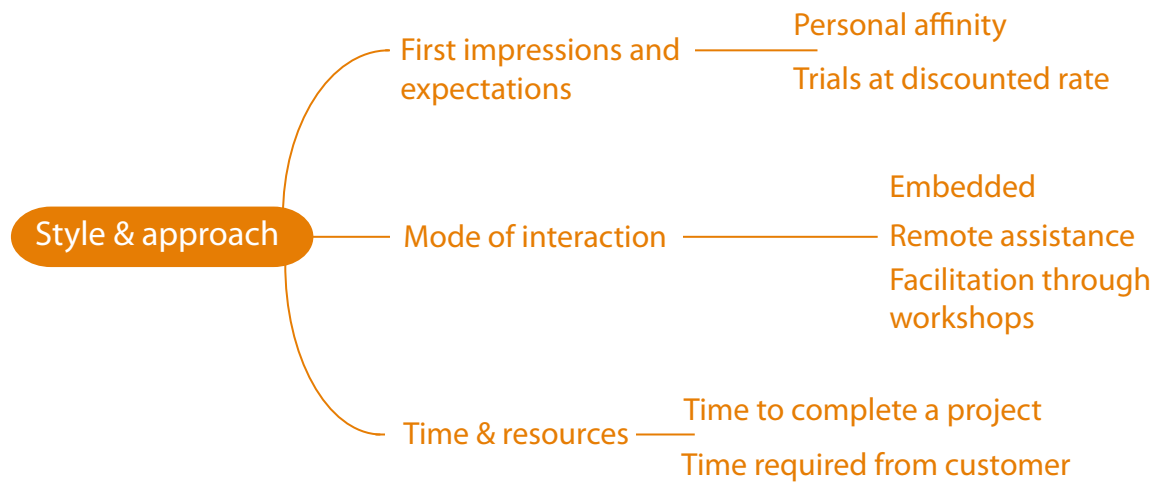 Style & approach
First impressions and
expectations
Personal affinity
Trials at discounted rate
Mode of interaction
Embedded
Remote assistance
Facilitation through
workshops
Time & resources
Time to complete a project
Time required from customer